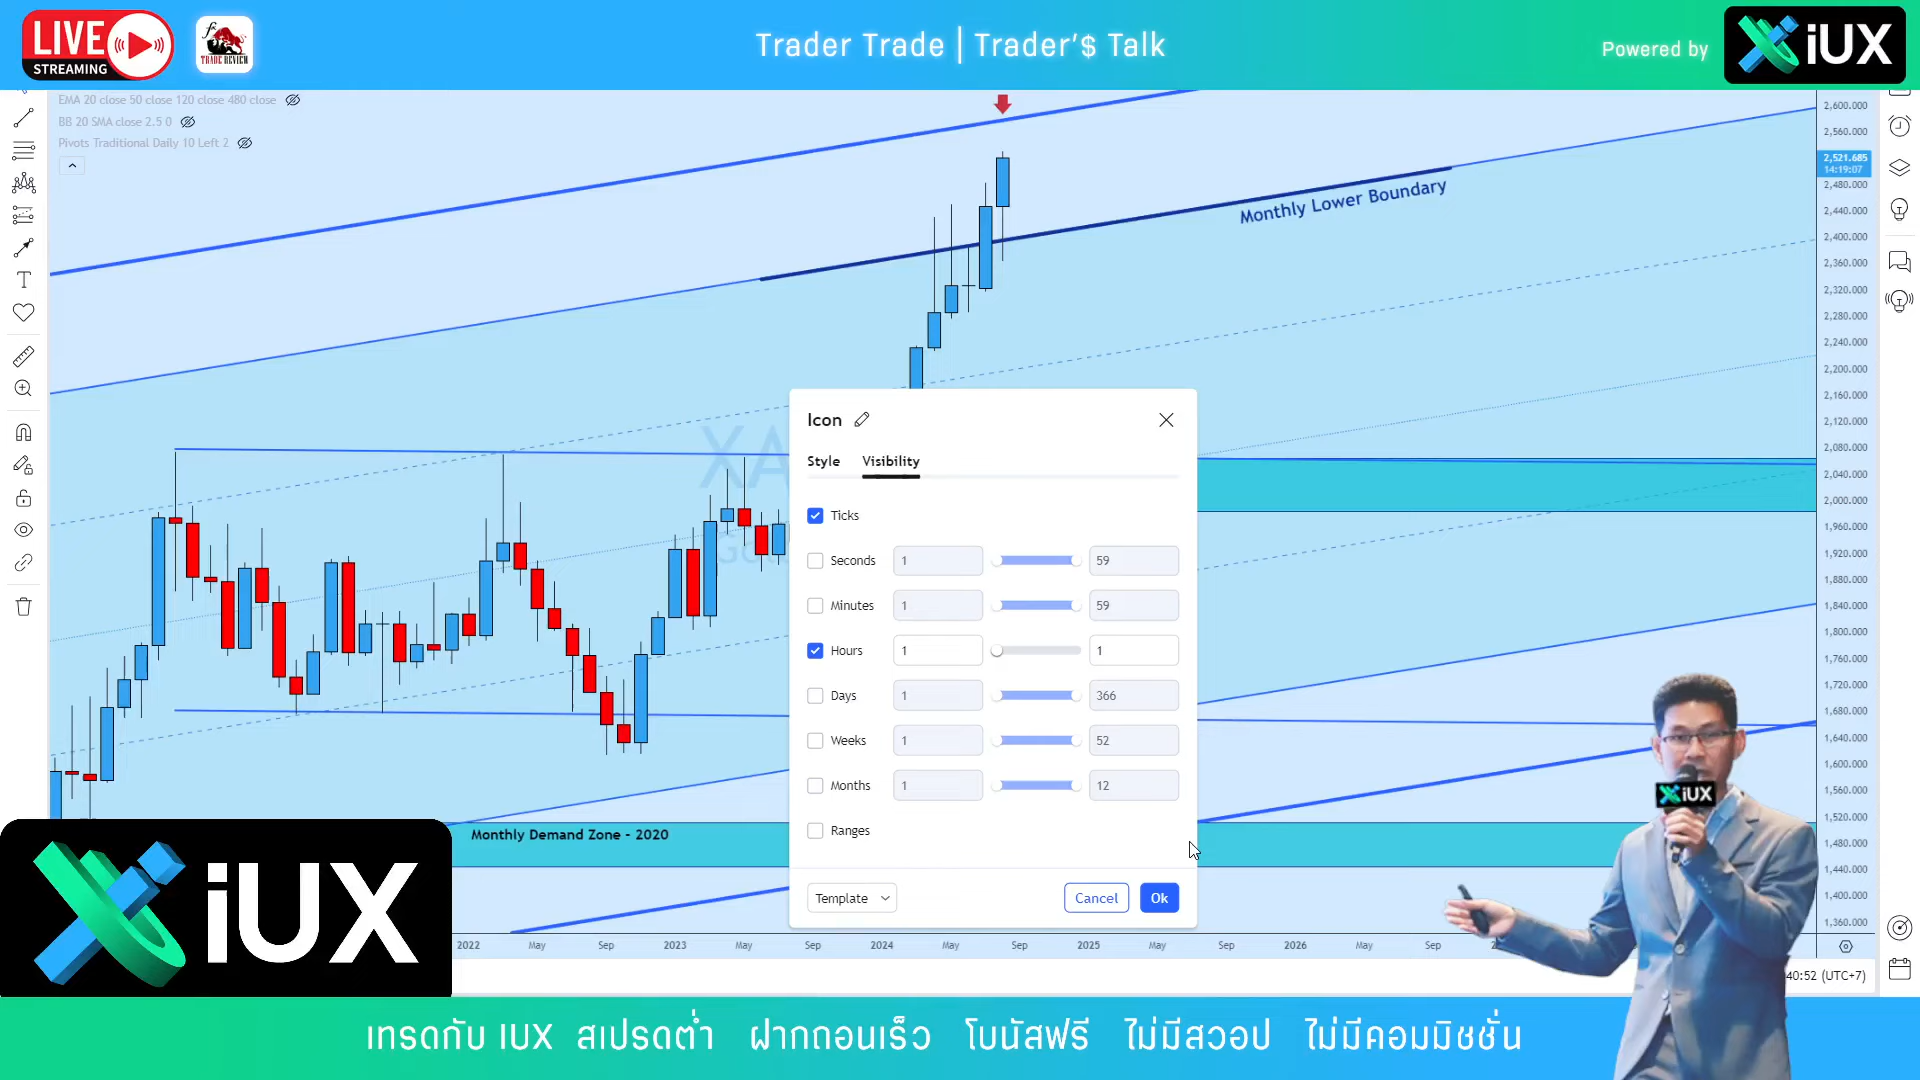 LIVE
STREAMING
fx
TRADE REVIEW
Trader Trade | Trader'$ Talk
Powered by
iUX
EMA 20 close 50 close 120 close 480 close
BB 20 SMA close 2.5 0
Pivots Traditional Daily 10 Left 2
Monthly Lower Boundary
2,600.000
2,560.000
2,521.685
14:19:07
2,480.000
2,440.000
2,400.000
2,360.000
2,320.000
2,280.000
2,240.000
2,200.000
2,160.000
2,120.000
2,080.000
2,040.000
2,000.000
1,960.000
1,920.000
1,880.000
1,840.000
1,800.000
1,760.000
1,720.000
1,680.000
1,640.000
1,600.000
1,560.000
1,520.000
1,480.000
1,440.000
1,400.000
1,360.000
Icon
Style Visibility
Ticks
Seconds 1 59
Minutes 1 59
Hours 1 1
Days 1 366
Weeks 1 52
Months 1 12
Ranges
Template Cancel Ok
Monthly Demand Zone - 2020
iUX
iUX
2022 May Sep 2023 May Sep 2024 May Sep 2025 May Sep 2026 May Sep
40:52 (UTC+7)
เทรดกับ IUX สเปรดต่ำ ฝากถอนเร็ว โบนัสฟรี ไม่มีสวอป ไม่มีคอมมิชชั่น